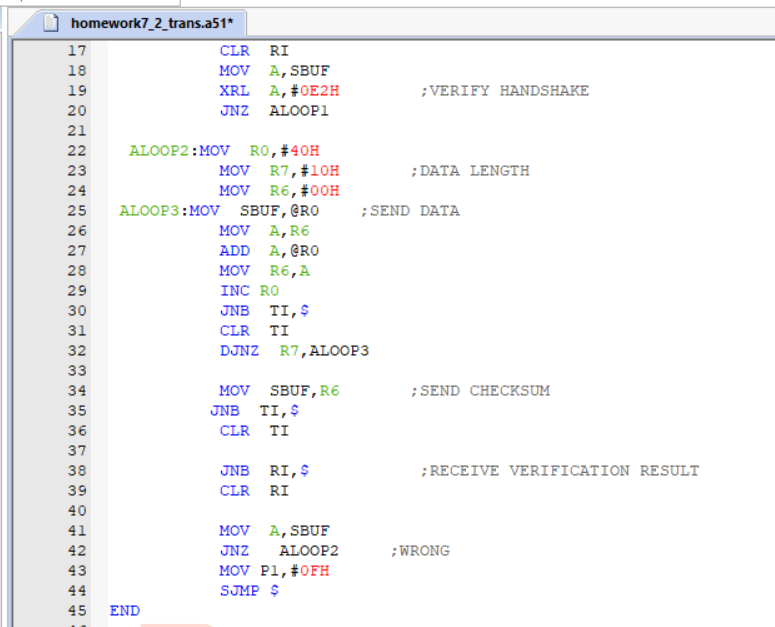 homework7_2_trans.a51*
17 CLR RI
18 MOV A,SBUF
19 XRL A,#0E2H ;VERIFY HANDSHAKE
20 JNZ ALOOP1
21
22 ALOOP2:MOV R0,#40H
23 MOV R7,#10H ;DATA LENGTH
24 MOV R6,#00H
25 ALOOP3:MOV SBUF,@R0 ;SEND DATA
26 MOV A,R6
27 ADD A,@R0
28 MOV R6,A
29 INC R0
30 JNB TI,$
31 CLR TI
32 DJNZ R7,ALOOP3
33
34 MOV SBUF,R6 ;SEND CHECKSUM
35 JNB TI,$
36 CLR TI
37
38 JNB RI,$ ;RECEIVE VERIFICATION RESULT
39 CLR RI
40
41 MOV A,SBUF
42 JNZ ALOOP2 ;WRONG
43 MOV P1,#0FH
44 SJMP $
45 END